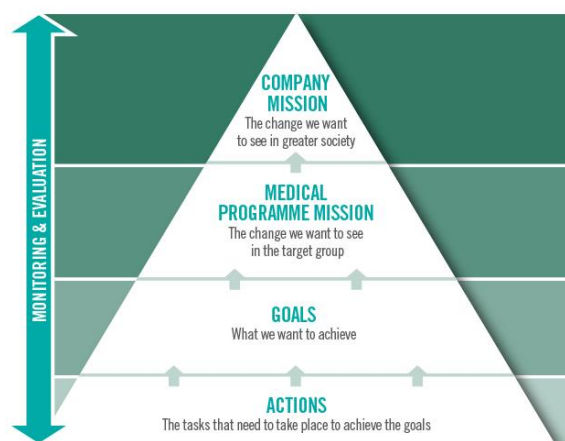 MONITORING & EVALUATION
COMPANY
MISSION
The change we want
to see in greater society
MEDICAL
PROGRAMME MISSION
The change we want to see
in the target group
GOALS
What we want to achieve
ACTIONS
The tasks that need to take place to achieve the goals